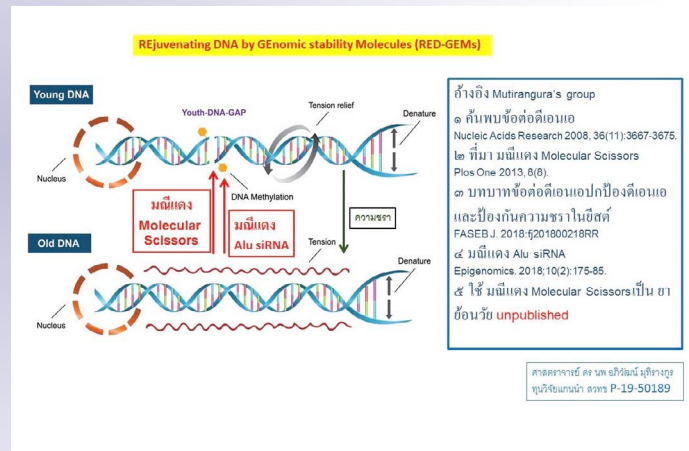 REjuvenating DNA by GEnomic stability Molecules (RED-GEMs)
Young DNA
Youth-DNA-GAP
Tension relief
Denature
Nucleus
DNA Methylation
มณีแดง
Molecular
Scissors
มณีแดง
Alu siRNA
ความชรา
Old DNA
Tension
Denature
Nucleus
อ้างอิง Mutirangura's group
๑ ค้นพบข้อต่อดีเอนเอ
Nucleic Acids Research 2008, 36(11):3667-3675.
๒ ที่มา มณีแดง Molecular Scissors
Plos One 2013, 8(8).
๓ บทบาทข้อต่อดีเอนเอปกป้องดีเอนเอ
และป้องกันความชราในยีสต์
FASEB J. 2018:fj201800218RR
๔ มณีแดง Alu siRNA
Epigenomics. 2018;10(2):175-85.
๕ ใช้ มณีแดง Molecular Scissorsเป็น ยา
ย้อนวัย unpublished
ศาสตราจารย์ ดร นพ อภิวัฒน์ มุทิรางกูร
ทุนวิจัยแกนนำ สวทช P-19-50189